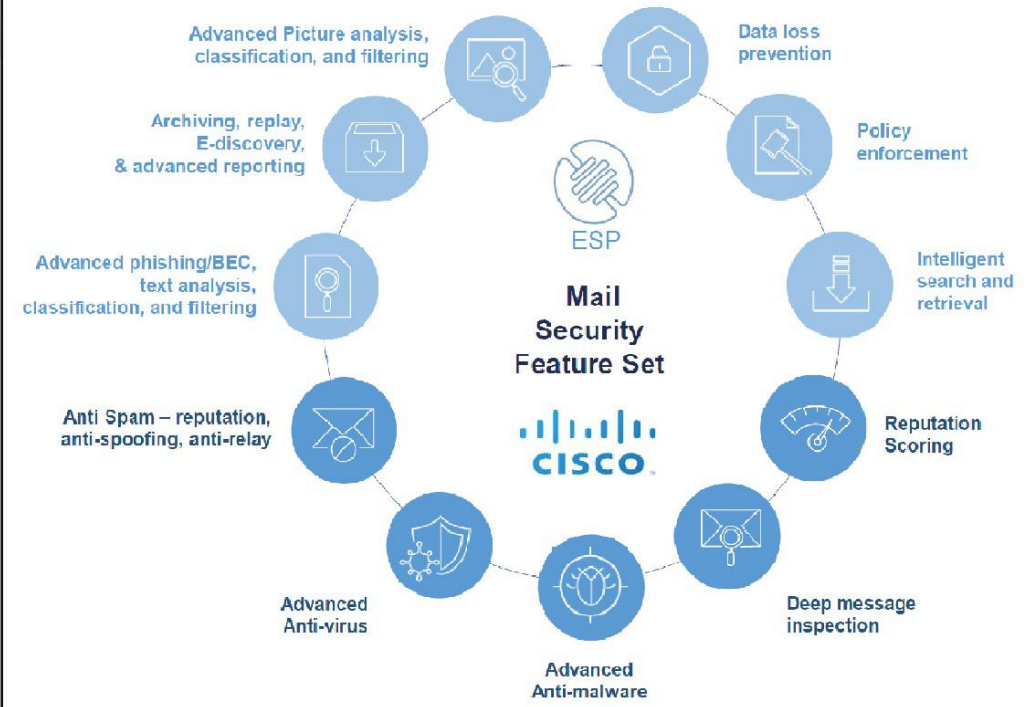 Advanced Picture analysis,
classification, and filtering
Data loss
prevention
Archiving, replay,
E-discovery,
& advanced reporting
Policy
enforcement
ESP
Advanced phishing/BEC,
text analysis,
classification, and filtering
Intelligent
search and
retrieval
Mail
Security
Feature Set
Anti Spam – reputation,
anti-spoofing, anti-relay
Reputation
Scoring
CISCO.
Advanced
Anti-virus
Deep message
inspection
Advanced
Anti-malware